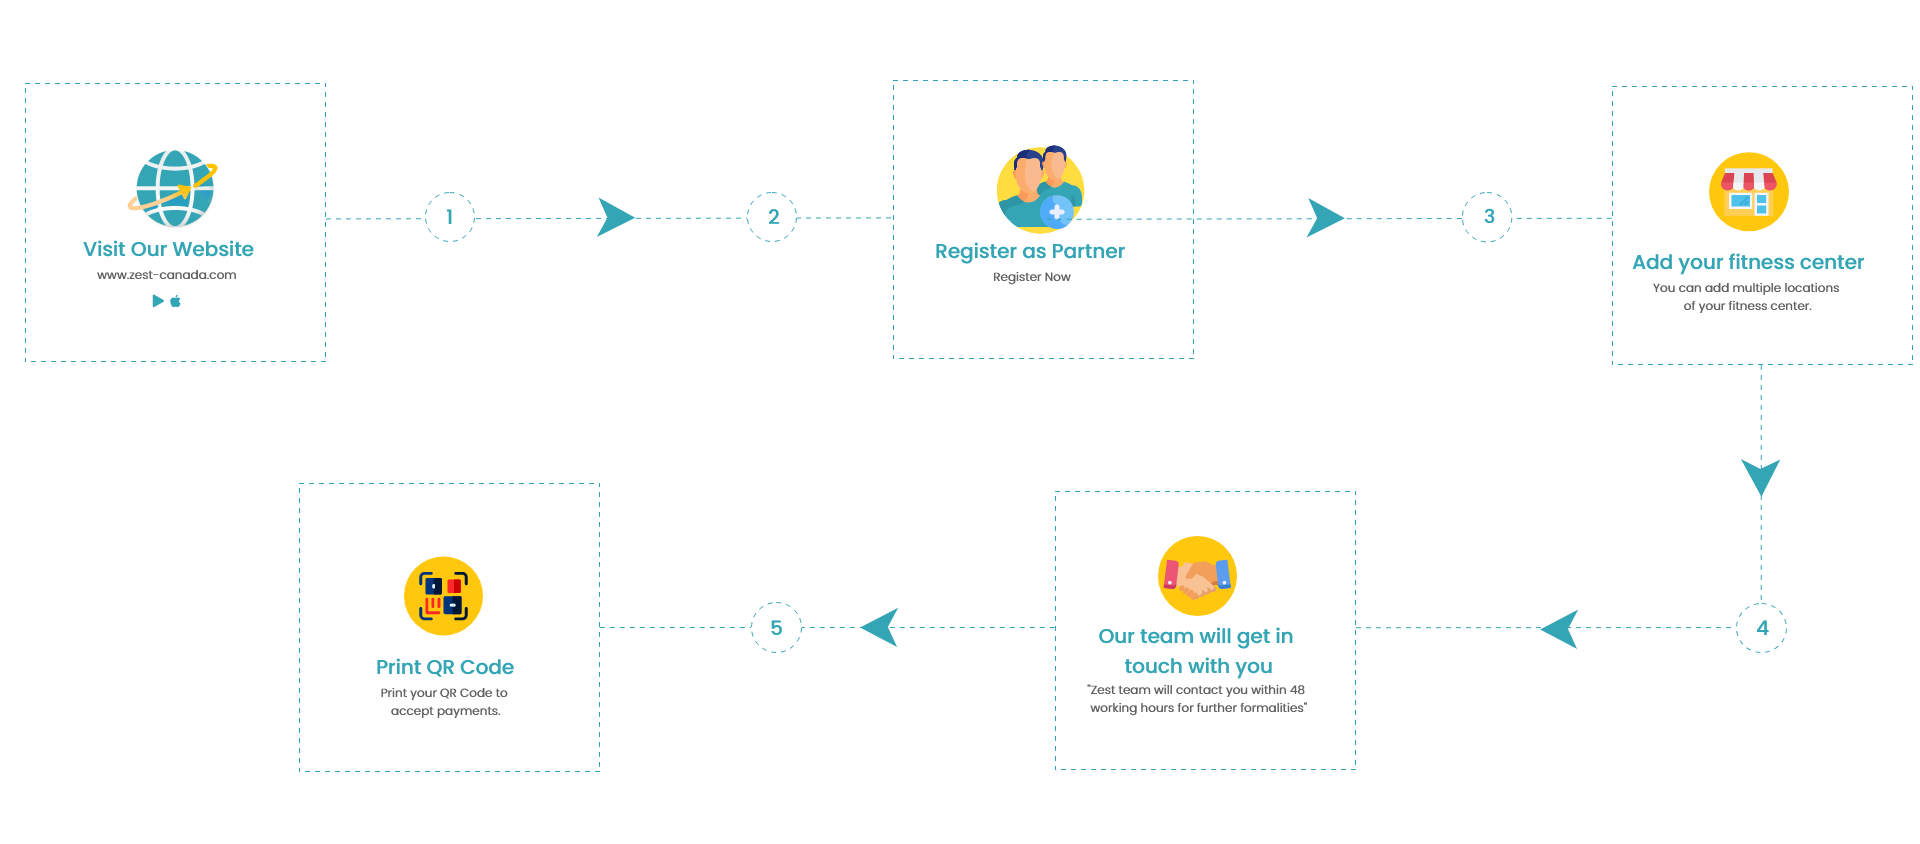 Visit Our Website
www.zest-canada.com
1
2
Register as Partner
Register Now
3
Add your fitness center
You can add multiple locations
of your fitness center.
4
Our team will get in
touch with you
"Zest team will contact you within 48
working hours for further formalities"
5
Print QR Code
Print your QR Code to
accept payments.